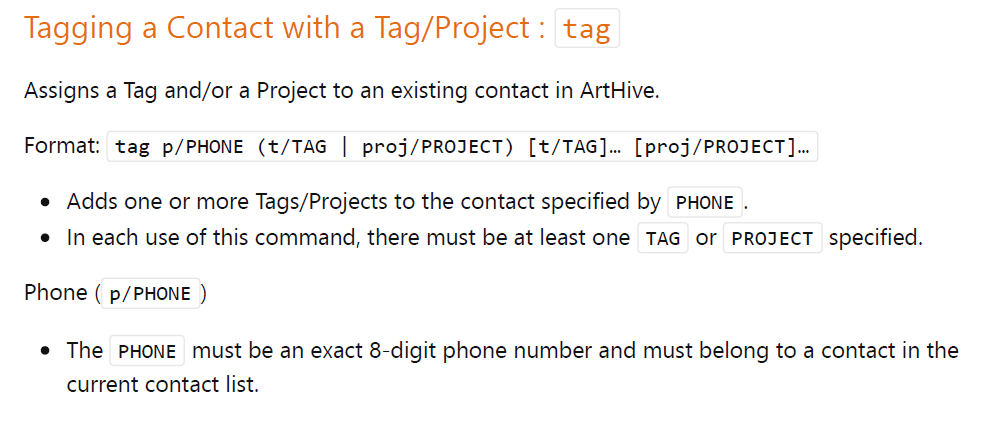 Tagging a Contact with a Tag/Project : tag
Assigns a Tag and/or a Project to an existing contact in ArtHive.
Format: tag p/PHONE (t/TAG | proj/PROJECT) [t/TAG]… [proj/PROJECT]…
• Adds one or more Tags/Projects to the contact specified by PHONE.
• In each use of this command, there must be at least one TAG or PROJECT specified.
Phone (p/PHONE)
• The PHONE must be an exact 8-digit phone number and must belong to a contact in the
current contact list.